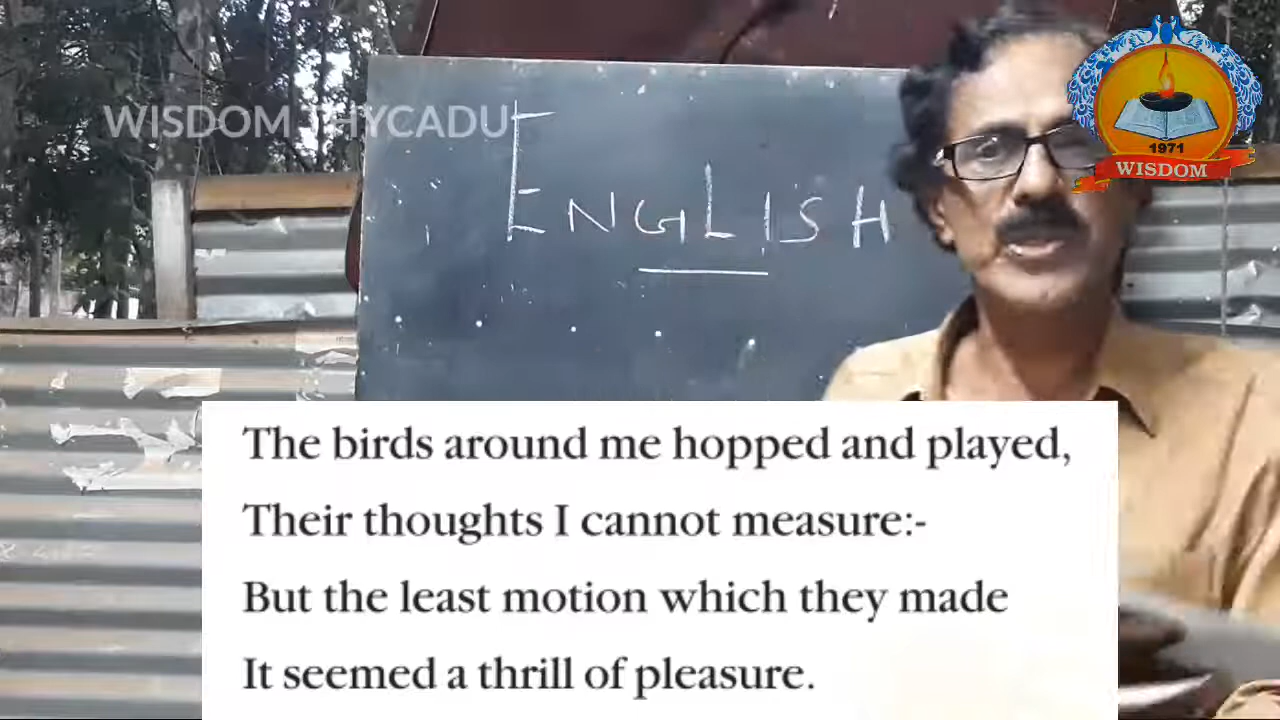 WISDOM THYCADU
ENGLISH
1971
WISDOM
The birds around me hopped and played,
Their thoughts I cannot measure:-
But the least motion which they made
It seemed a thrill of pleasure.